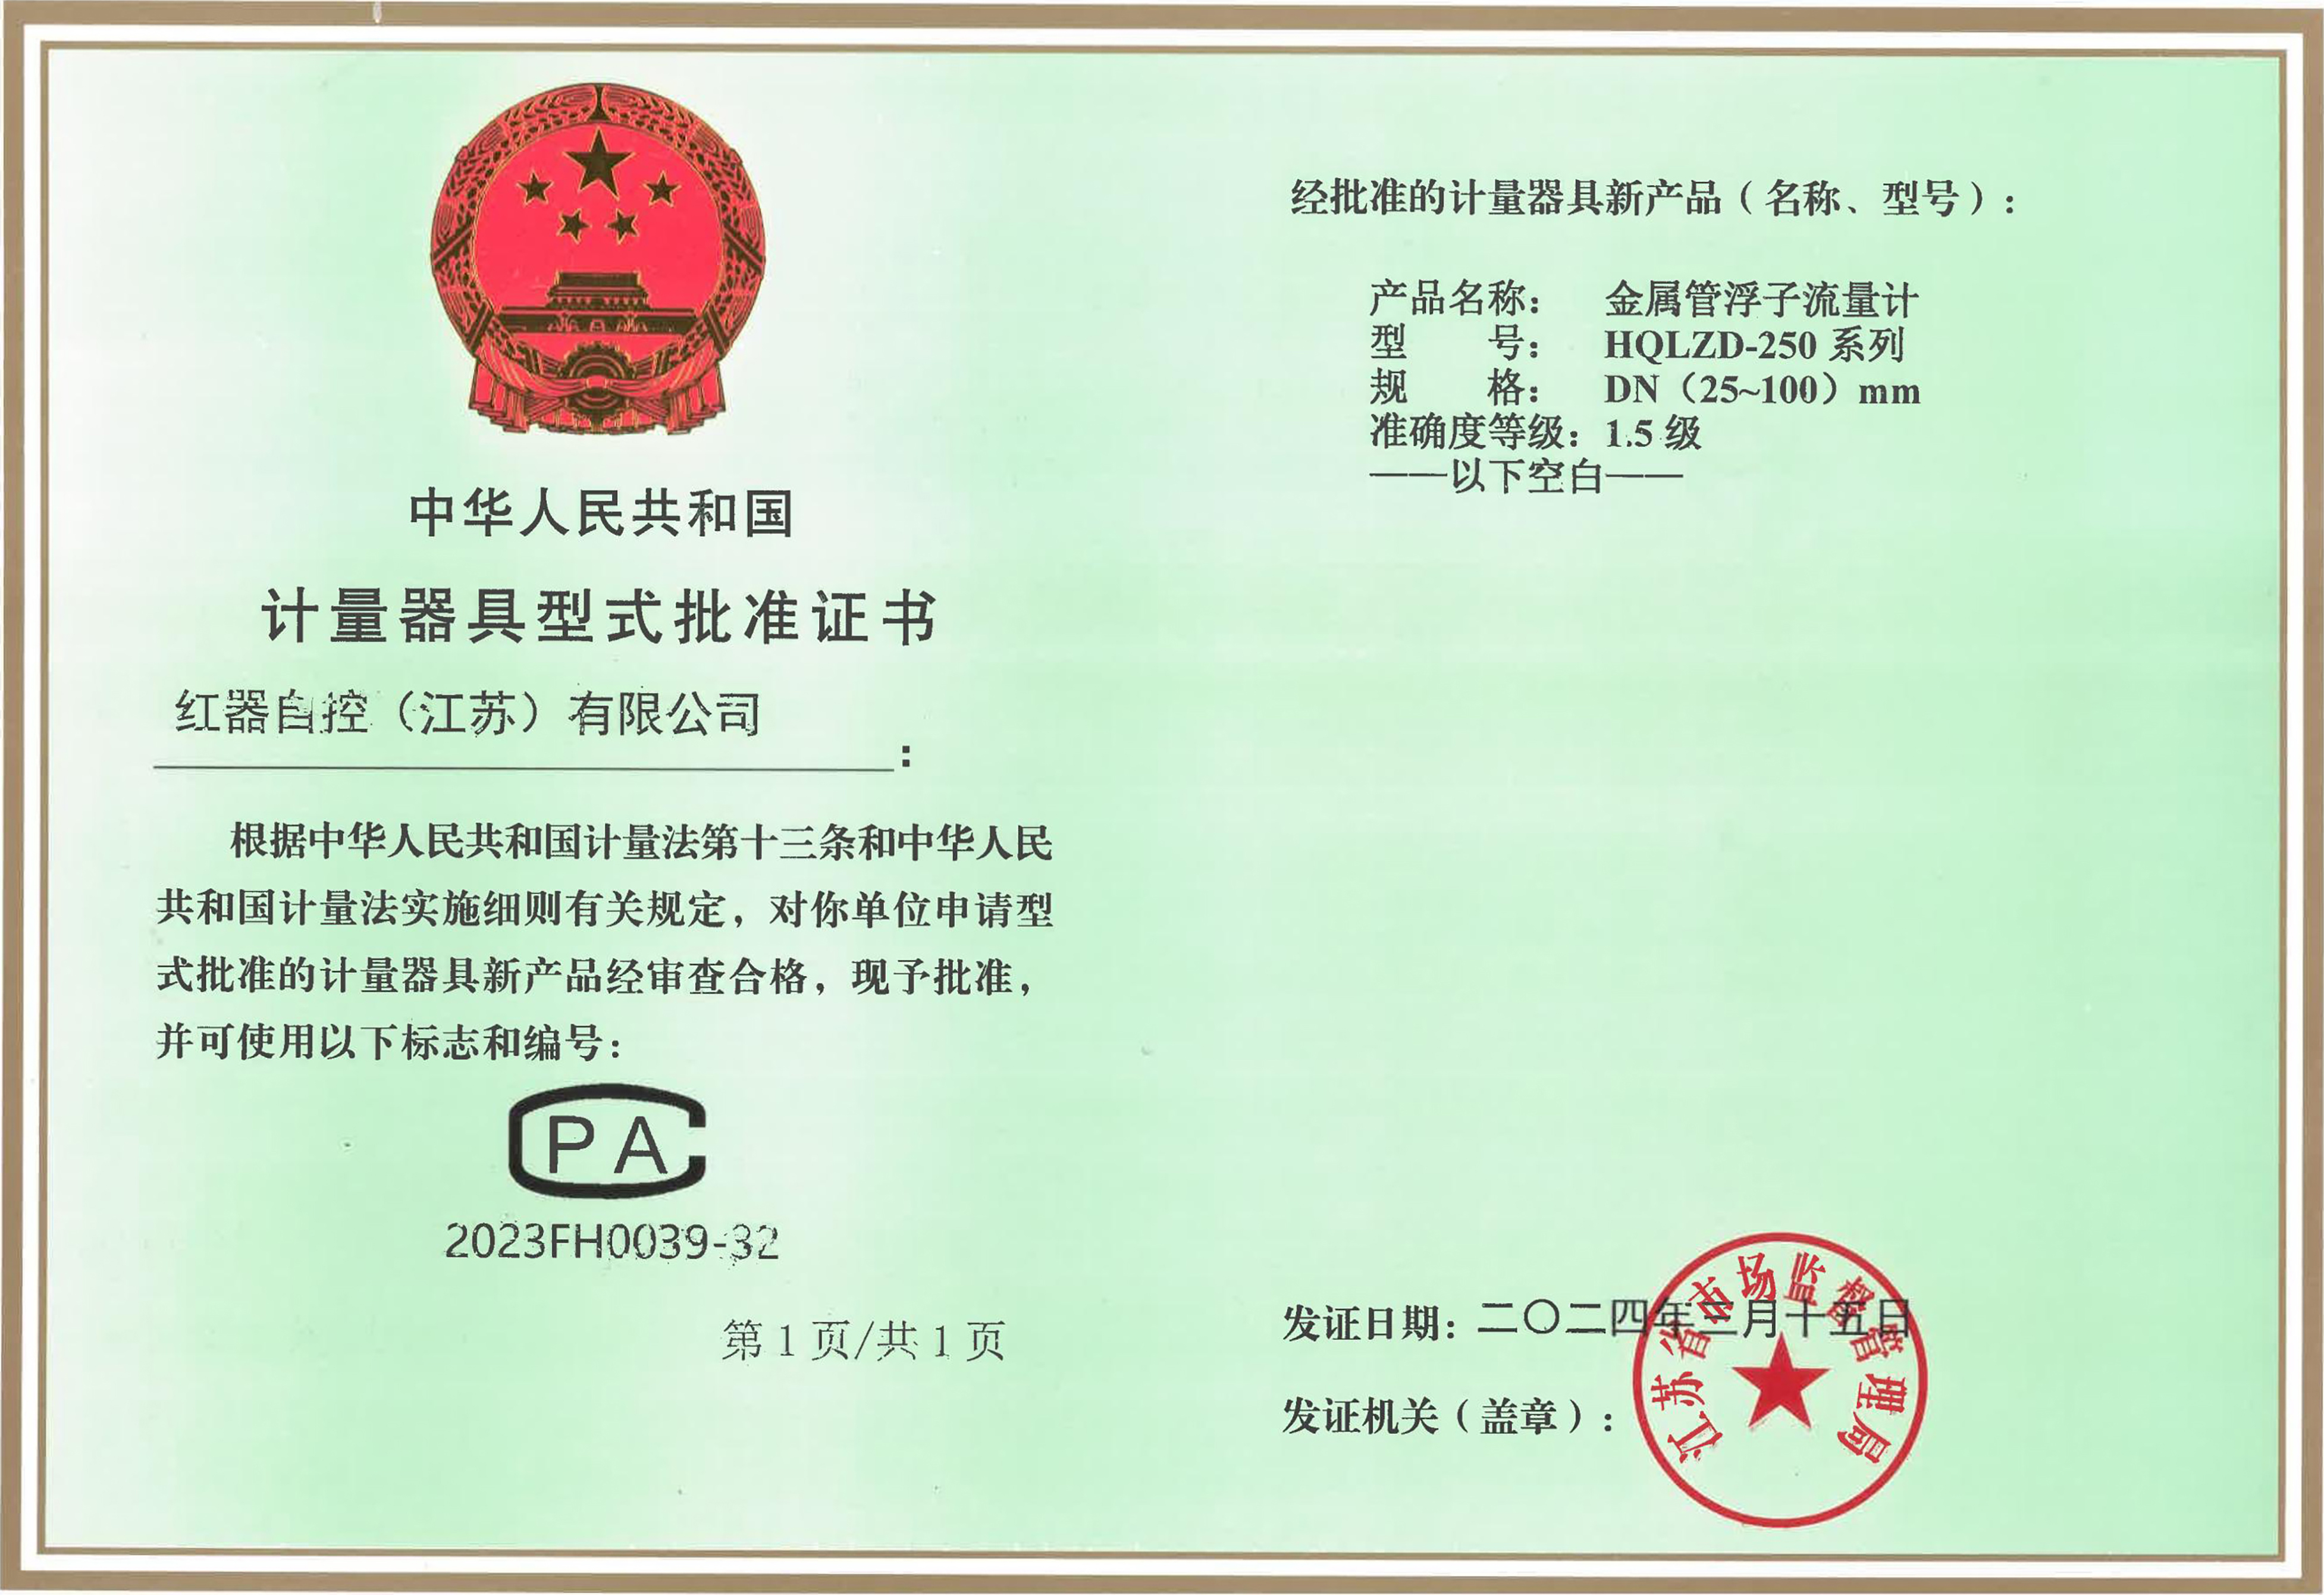 中华人民共和国
计量器具型式批准证书
红器自控（江苏）有限公司
：
根据中华人民共和国计量法第十三条和中华人民
共和国计量法实施细则有关规定，对你单位申请型
式批准的计量器具新产品经审查合格，现予批准，
并可使用以下标志和编号：
PA
2023FH0039-32
第 1 页/共 1 页
经批准的计量器具新产品（名称、型号）：
产品名称： 金属管浮子流量计
型 号： HQLZD-250 系列
规 格： DN（25~100）mm
准确度等级：1.5 级
——以下空白——
发证日期：二〇二四年 月十五日
发证机关（盖章）：
江苏省市场监督管理局